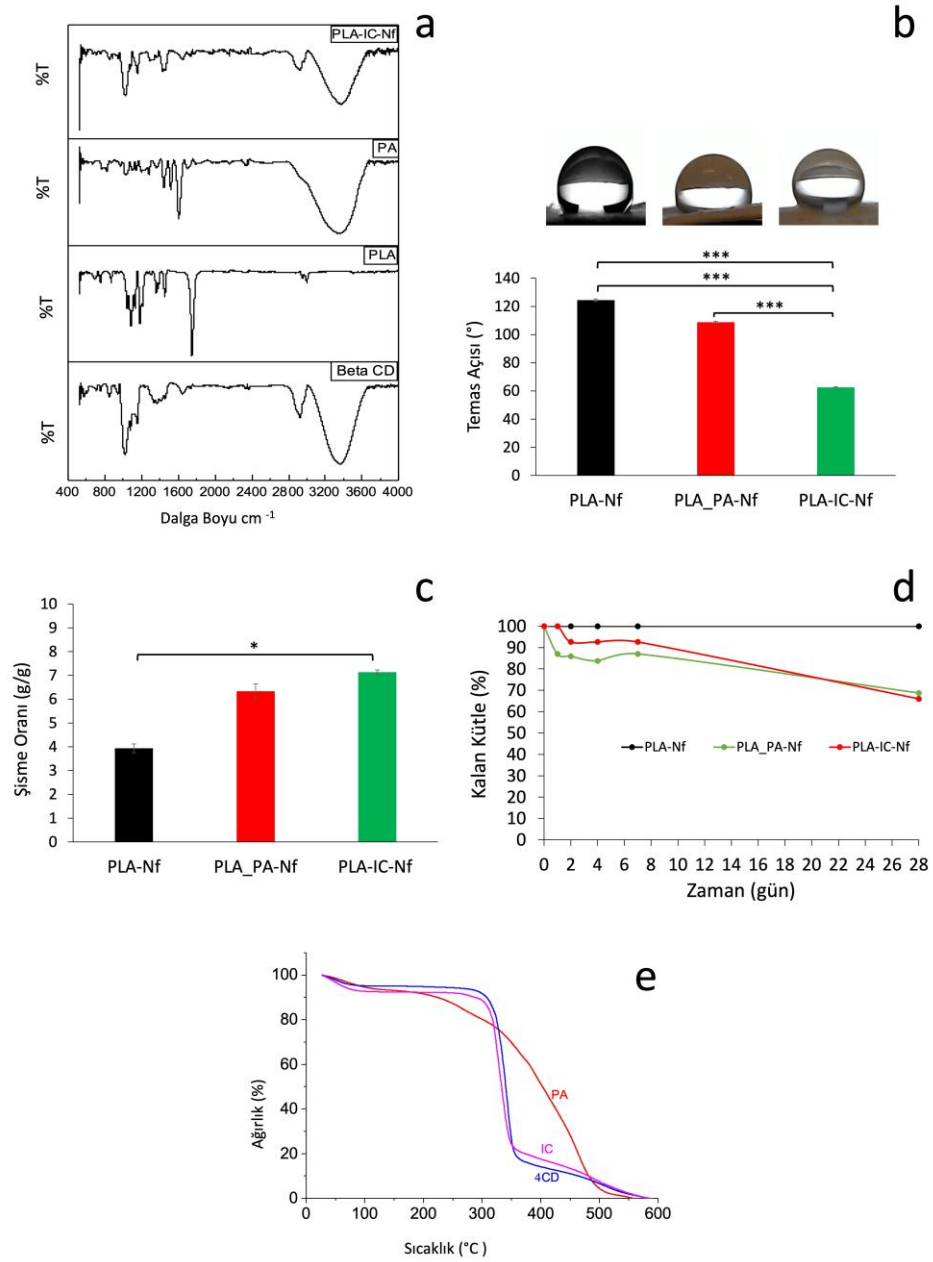 a
PLA-IC-Nf
%T
PA
%T
PLA
%T
Beta CD
%T
400 800 1200 1600 2000 2400 2800 3200 3600 4000
Dalga Boyu cm -1
b
***
***
***
140
120
100
80
60
40
20
0
Temas Açısı (°)
PLA-Nf PLA_PA-Nf PLA-IC-Nf
c
10
9
8
7
6
5
4
3
2
1
0
*
Şisme Oranı (g/g)
PLA-Nf PLA_PA-Nf PLA-IC-Nf
d
100
90
80
70
60
50
40
30
20
10
0
Kalan Kütle (%)
PLA-Nf PLA_PA-Nf PLA-IC-Nf
0 2 4 6 8 10 12 14 16 18 20 22 24 26 28
Zaman (gün)
e
100
80
60
40
20
0
Ağırlık (%)
PA
IC
4CD
0 100 200 300 400 500 600
Sıcaklık (°C )